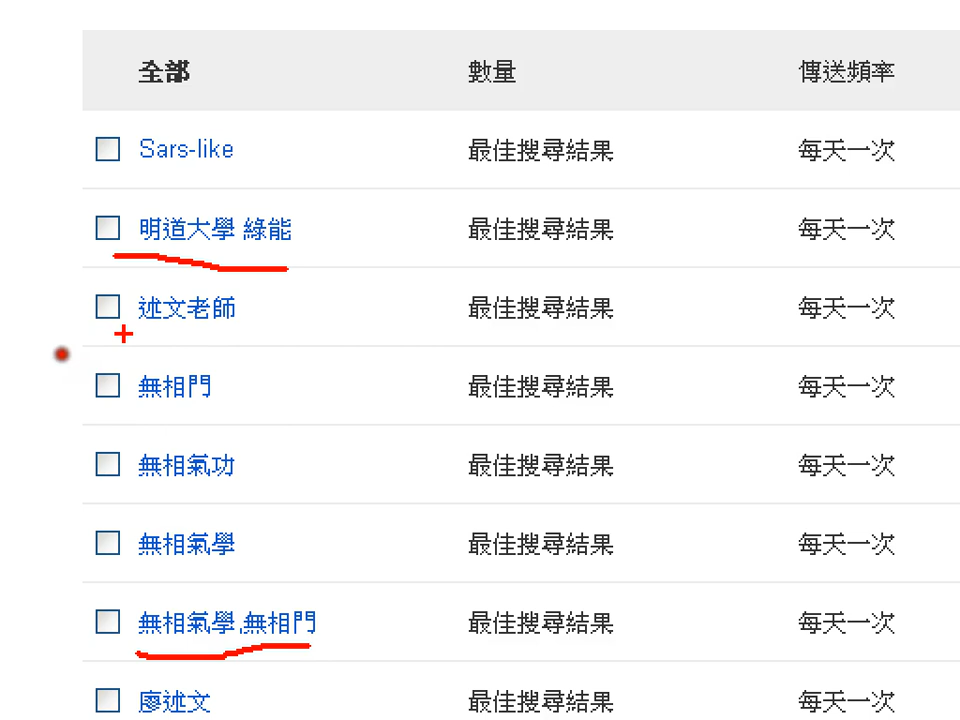 全部 數量 傳送頻率
Sars-like 最佳搜尋結果 每天一次
明道大學 綠能 最佳搜尋結果 每天一次
述文老師 最佳搜尋結果 每天一次
無相門 最佳搜尋結果 每天一次
無相氣功 最佳搜尋結果 每天一次
無相氣學 最佳搜尋結果 每天一次
無相氣學,無相門 最佳搜尋結果 每天一次
廖述文 最佳搜尋結果 每天一次